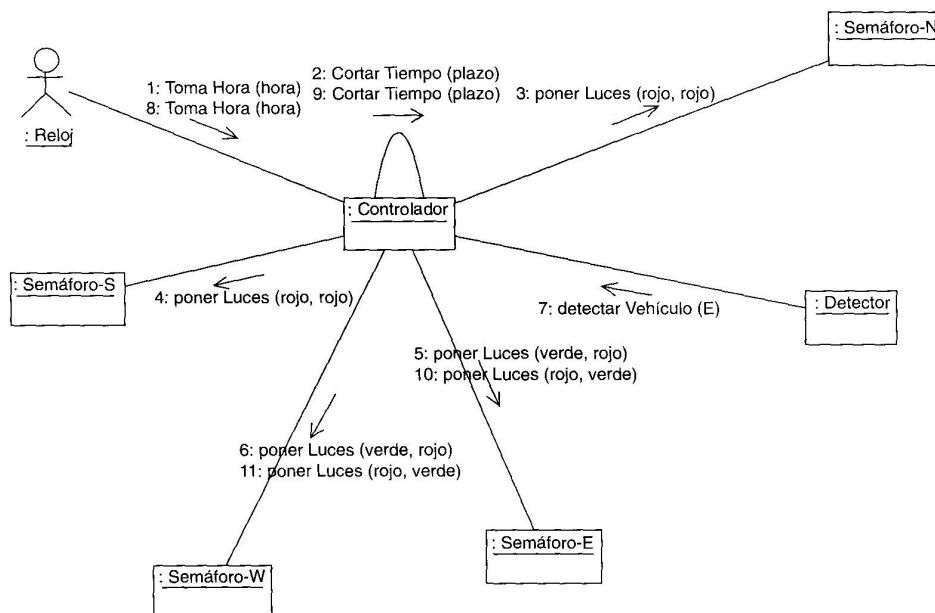 : Semáforo-N
1: Toma Hora (hora)
8: Toma Hora (hora)
2: Cortar Tiempo (plazo)
9: Cortar Tiempo (plazo)
3: poner Luces (rojo, rojo)
: Reloj
: Controlador
: Semáforo-S
4: poner Luces (rojo, rojo)
7: detectar Vehículo (E)
: Detector
5: poner Luces (verde, rojo)
10: poner Luces (rojo, verde)
6: poner Luces (verde, rojo)
11: poner Luces (rojo, verde)
: Semáforo-E
: Semáforo-W